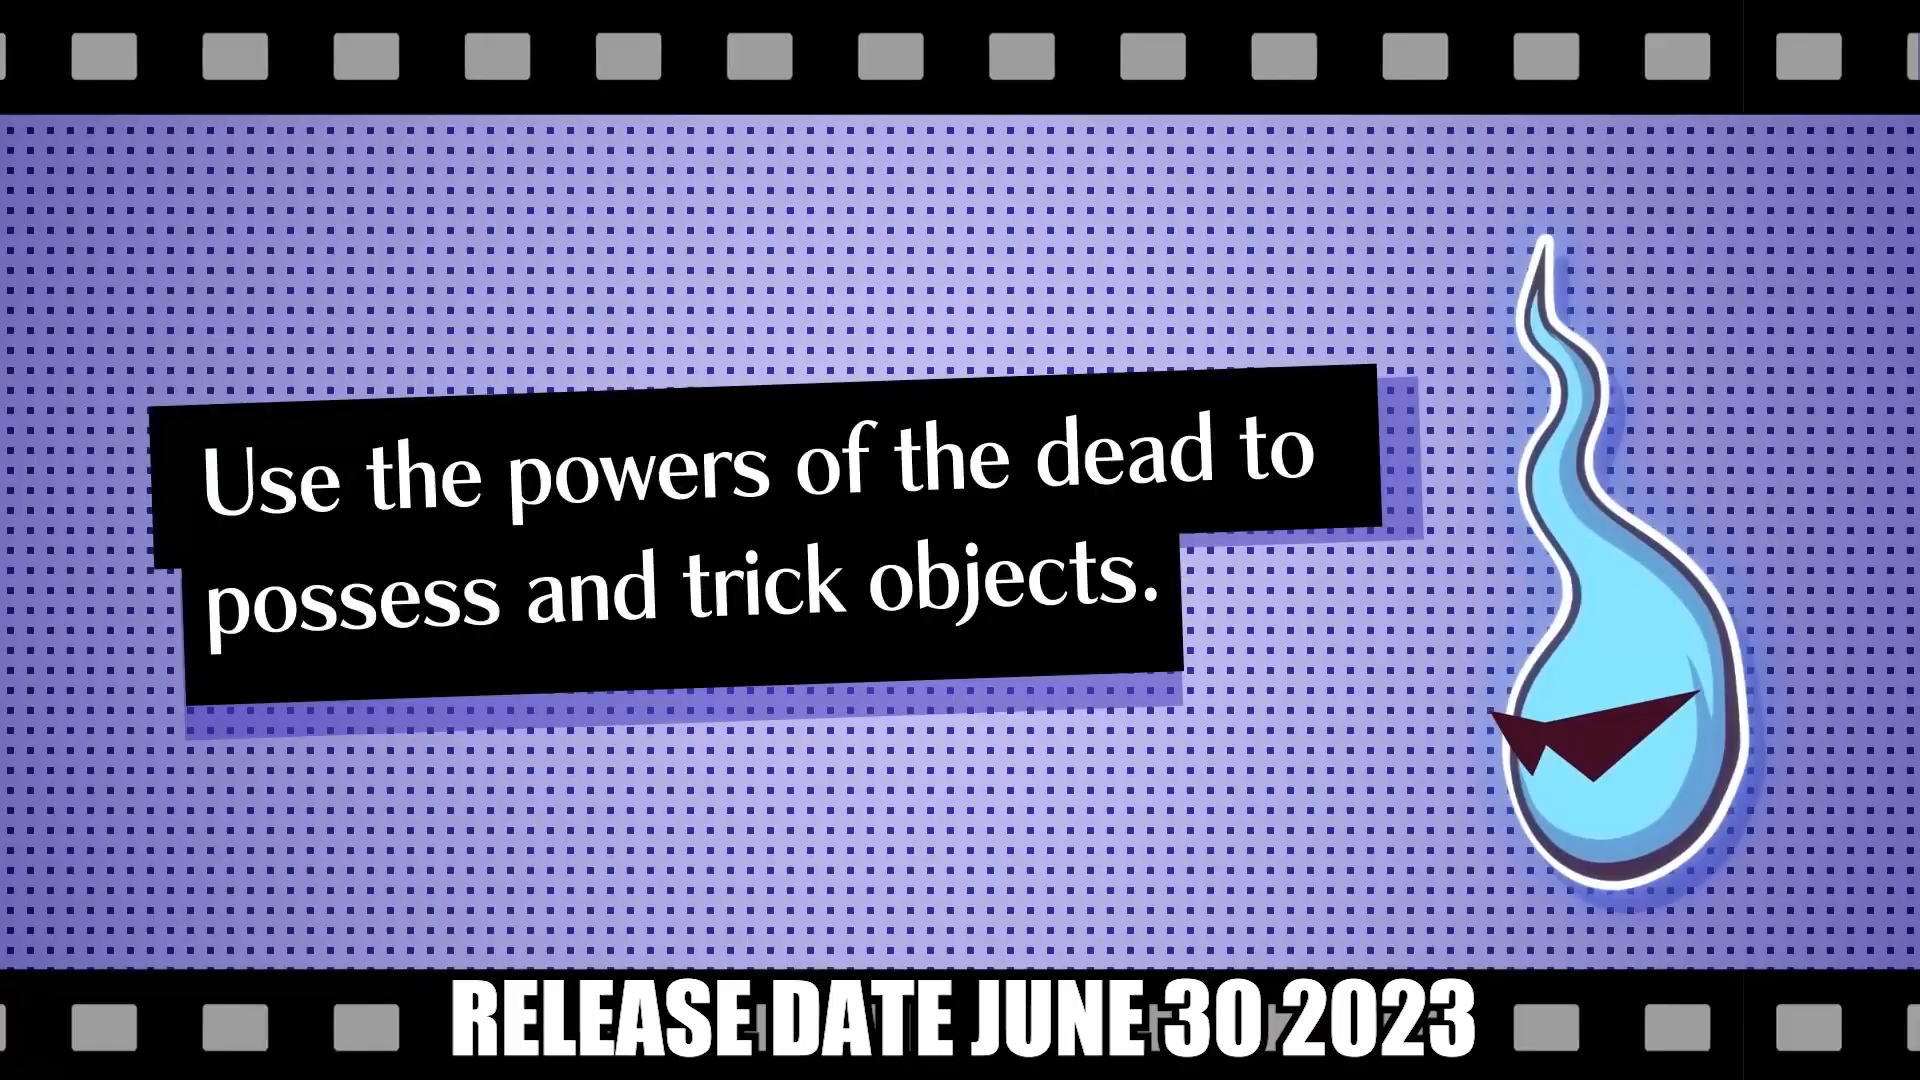 Use the powers of the dead to
possess and trick objects.
RELEASE DATE JUNE 30 2023